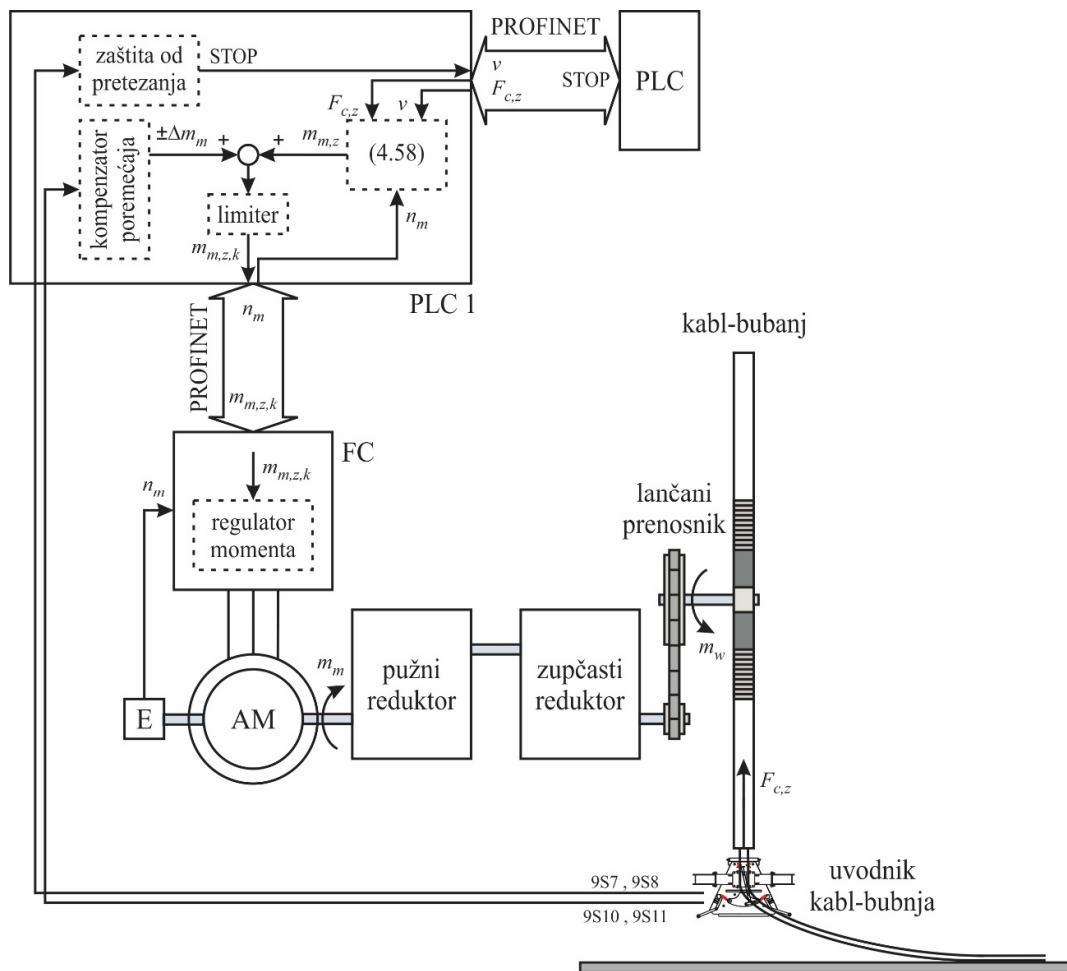 PROFINET
zaštita od
pretezanja
STOP
v
F_{c,z}
STOP
PLC
F_{c,z}
v
kompenzator
poremećaja
±Δm_m
+
+
m_{m,z}
(4.58)
limiter
n_m
m_{m,z,k}
PLC 1
n_m
PROFINET
m_{m,z,k}
kabl-bubanj
FC
m_{m,z,k}
n_m
regulator
momenta
lančani
prenosnik
m_w
m_m
pužni
reduktor
zupčasti
reduktor
E
AM
F_{c,z}
9S7 , 9S8
9S10 , 9S11
uvodnik
kabl-bubnja